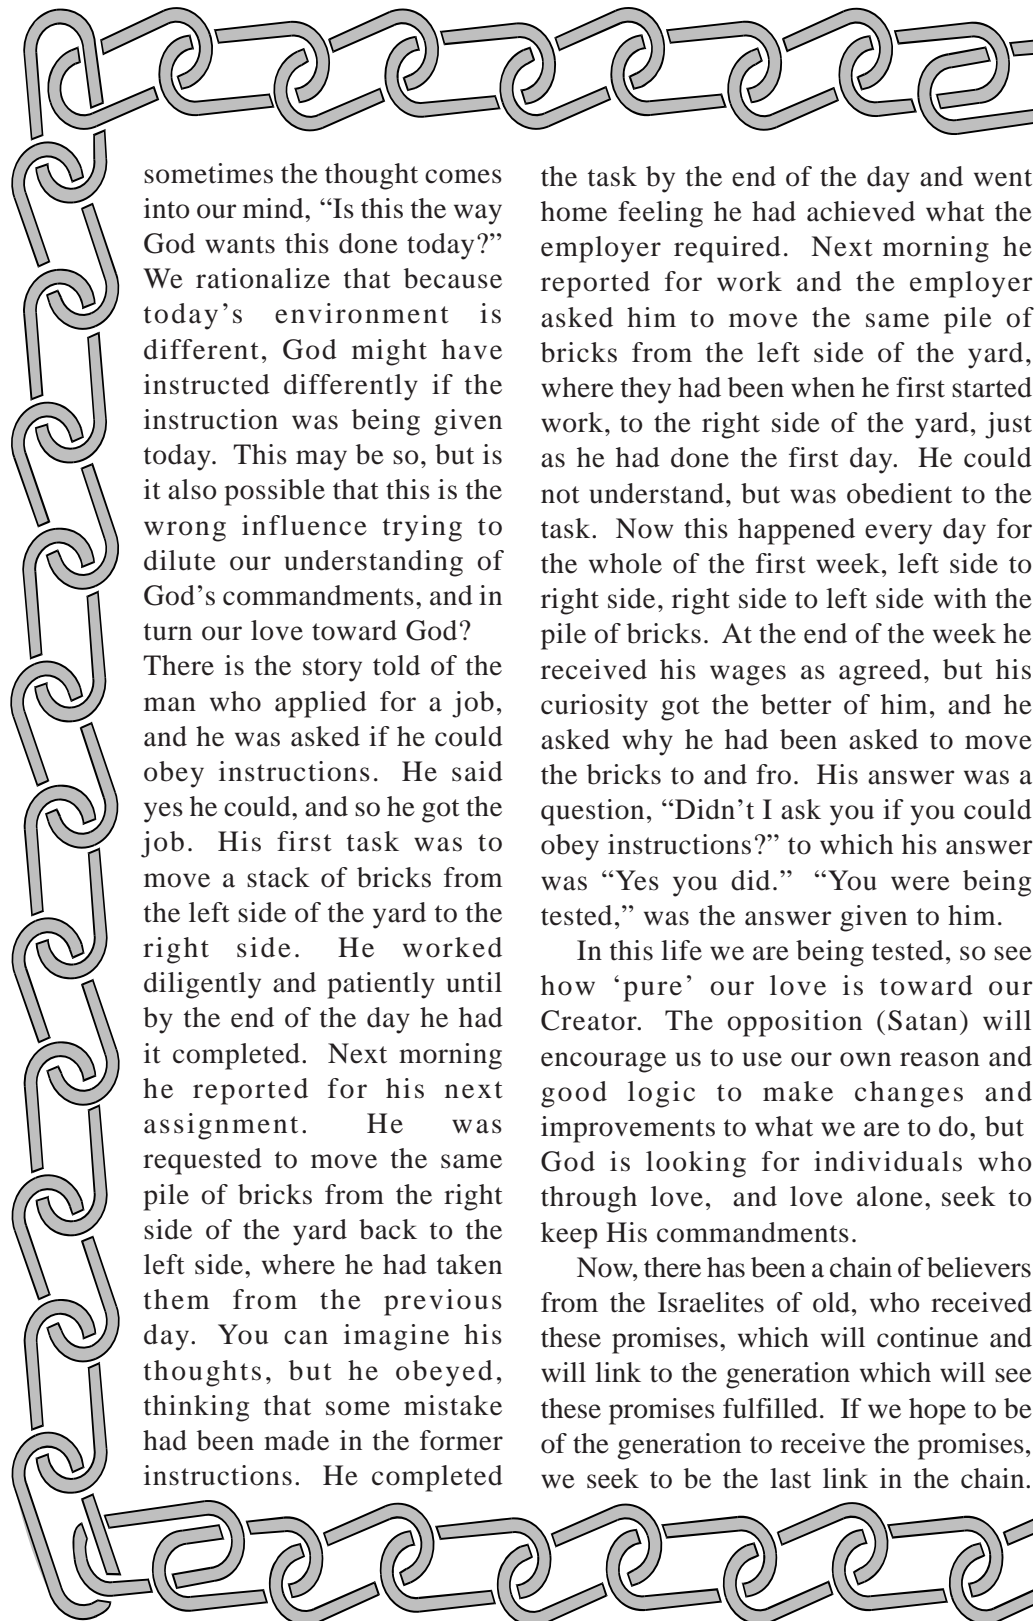 sometimes the thought comes
into our mind, “Is this the way
God wants this done today?”
We rationalize that because
today’s environment is
different, God might have
instructed differently if the
instruction was being given
today. This may be so, but is
it also possible that this is the
wrong influence trying to
dilute our understanding of
God’s commandments, and in
turn our love toward God?
There is the story told of the
man who applied for a job,
and he was asked if he could
obey instructions. He said
yes he could, and so he got the
job. His first task was to
move a stack of bricks from
the left side of the yard to the
right side. He worked
diligently and patiently until
by the end of the day he had
it completed. Next morning
he reported for his next
assignment. He was
requested to move the same
pile of bricks from the right
side of the yard back to the
left side, where he had taken
them from the previous
day. You can imagine his
thoughts, but he obeyed,
thinking that some mistake
had been made in the former
instructions. He completed
the task by the end of the day and went
home feeling he had achieved what the
employer required. Next morning he
reported for work and the employer
asked him to move the same pile of
bricks from the left side of the yard,
where they had been when he first started
work, to the right side of the yard, just
as he had done the first day. He could
not understand, but was obedient to the
task. Now this happened every day for
the whole of the first week, left side to
right side, right side to left side with the
pile of bricks. At the end of the week he
received his wages as agreed, but his
curiosity got the better of him, and he
asked why he had been asked to move
the bricks to and fro. His answer was a
question, “Didn’t I ask you if you could
obey instructions?” to which his answer
was “Yes you did.” “You were being
tested,” was the answer given to him.
In this life we are being tested, so see
how ‘pure’ our love is toward our
Creator. The opposition (Satan) will
encourage us to use our own reason and
good logic to make changes and
improvements to what we are to do, but
God is looking for individuals who
through love, and love alone, seek to
keep His commandments.
Now, there has been a chain of believers
from the Israelites of old, who received
these promises, which will continue and
will link to the generation which will see
these promises fulfilled. If we hope to be
of the generation to receive the promises,
we seek to be the last link in the chain.